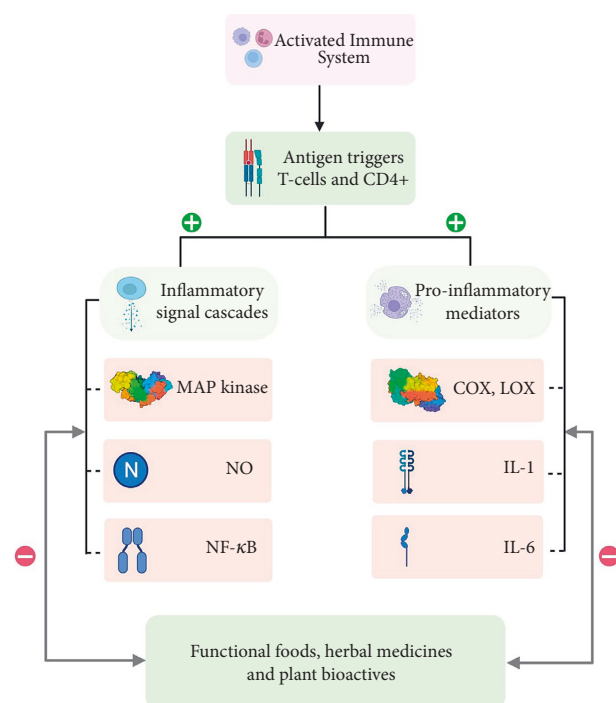 Activated Immune
System
Antigen triggers
T-cells and CD4+
Inflammatory
signal cascades
Pro-inflammatory
mediators
MAP kinase
COX, LOX
N
NO
IL-1
NF-κB
IL-6
Functional foods, herbal medicines
and plant bioactives